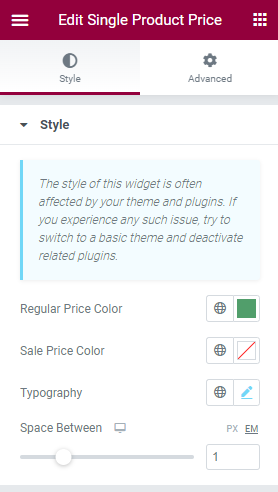 Edit Single Product Price
Style
Advanced
Style
The style of this widget is often
affected by your theme and plugins. If
you experience any such issue, try to
switch to a basic theme and deactivate
related plugins.
Regular Price Color
Sale Price Color
Typography
Space Between PX EM
1